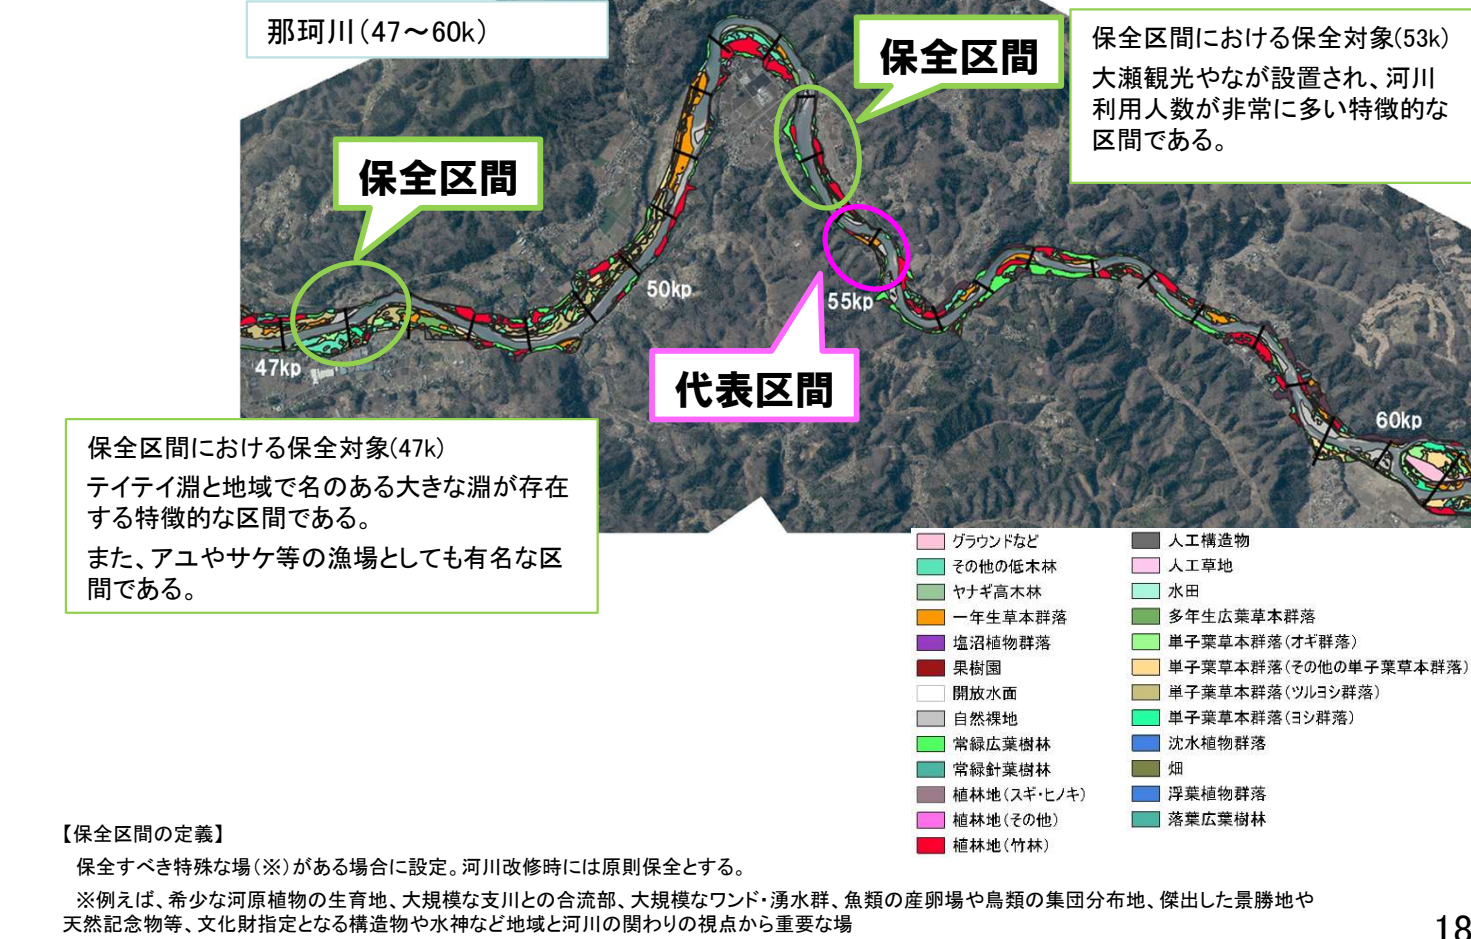 那珂川（47～60k）
保全区間
保全区間における保全対象（53k）
大瀬観光やなが設置され、河川
利用人数が非常に多い特徴的な
区間である。
保全区間
50kp
55kp
47kp
代表区間
60kp
保全区間における保全対象(47k)
テイテイ淵と地域で名のある大きな淵が存在
する特徴的な区間である。
また、アユやサケ等の漁場としても有名な区
間である。
グラウンドなど
その他の低木林
ヤナギ高木林
一年生草本群落
塩沼植物群落
果樹園
開放水面
自然裸地
常緑広葉樹林
常緑針葉樹林
植林地（スギ・ヒノキ）
植林地（その他）
植林地（竹林）
人工構造物
人工草地
水田
多年生広葉草本群落
単子葉草本群落（オギ群落）
単子葉草本群落（その他の単子葉草本群落）
単子葉草本群落（ツルヨシ群落）
単子葉草本群落（ヨシ群落）
沈水植物群落
畑
浮葉植物群落
落葉広葉樹林
【保全区間の定義】
保全すべき特殊な場（※）がある場合に設定。河川改修時には原則保全とする。
※例えば、希少な河原植物の生育地、大規模な支川との合流部、大規模なワンド・湧水群、魚類の産卵場や鳥類の集団分布地、傑出した景勝地や
天然記念物等、文化財指定となる構造物や水神など地域と河川の関わりの視点から重要な場
18